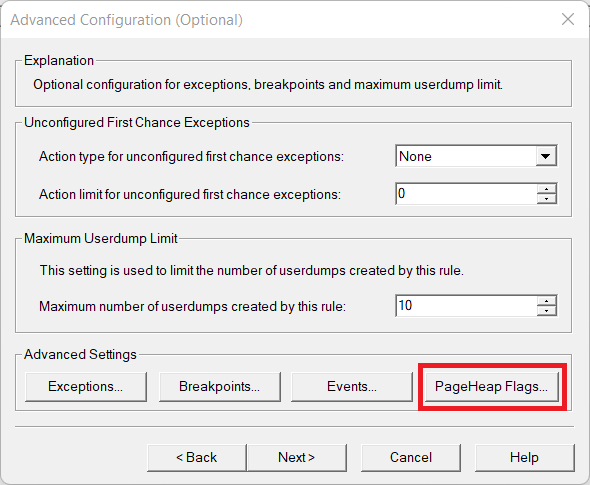 Advanced Configuration (Optional)
Explanation
Optional configuration for exceptions, breakpoints and maximum userdump limit.
Unconfigured First Chance Exceptions
Action type for unconfigured first chance exceptions: None
Action limit for unconfigured first chance exceptions: 0
Maximum Userdump Limit
This setting is used to limit the number of userdumps created by this rule.
Maximum number of userdumps created by this rule: 10
Advanced Settings
Exceptions... Breakpoints... Events... PageHeap Flags...
< Back Next > Cancel Help